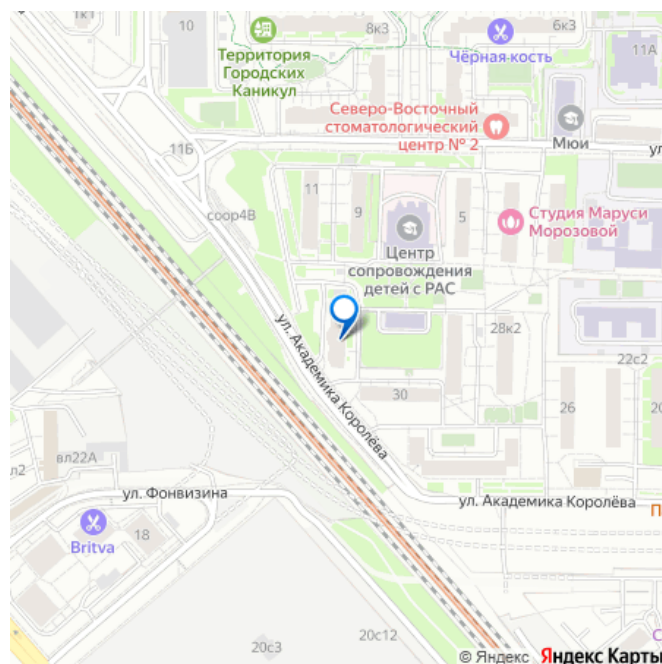 1к1
10
8к3
6к3
11А
Территория
Городских
Каникул
Чёрная кость
Северо-Восточный
стоматологический
центр № 2
Мюи
ул
11Б
11
9
5
соор4В
Студия Маруси
Морозовой
Центр
сопровождения
детей с РАС
ул. Академика Королёва
28к2
22с2
30
26
20
вл22А
л2
ул. Фонвизина
ул. Академика Королёва
П
18
Britva
20с3
20с12
С
© Яндекс Яндекс Карты